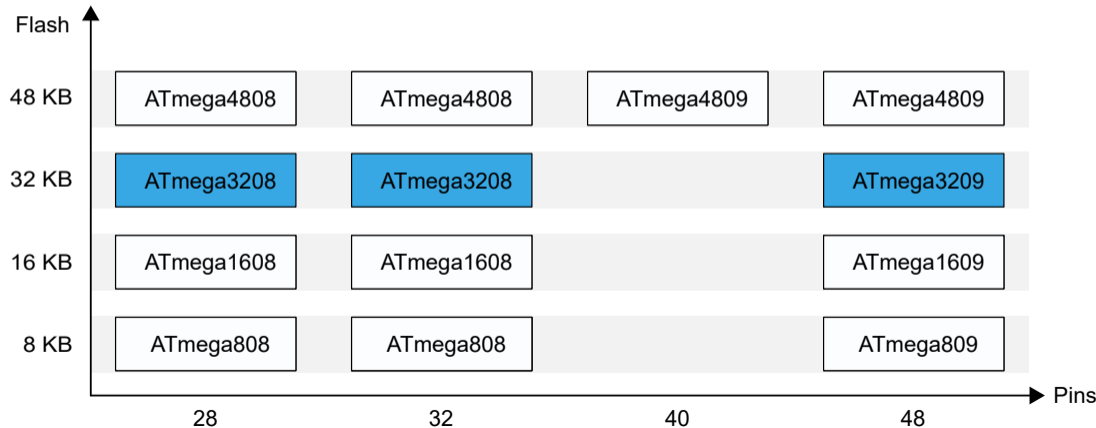 Flash
48 KB ATmega4808 ATmega4808 ATmega4809 ATmega4809
32 KB ATmega3208 ATmega3208 ATmega3209
16 KB ATmega1608 ATmega1608 ATmega1609
8 KB ATmega808 ATmega808 ATmega809
Pins
28 32 40 48